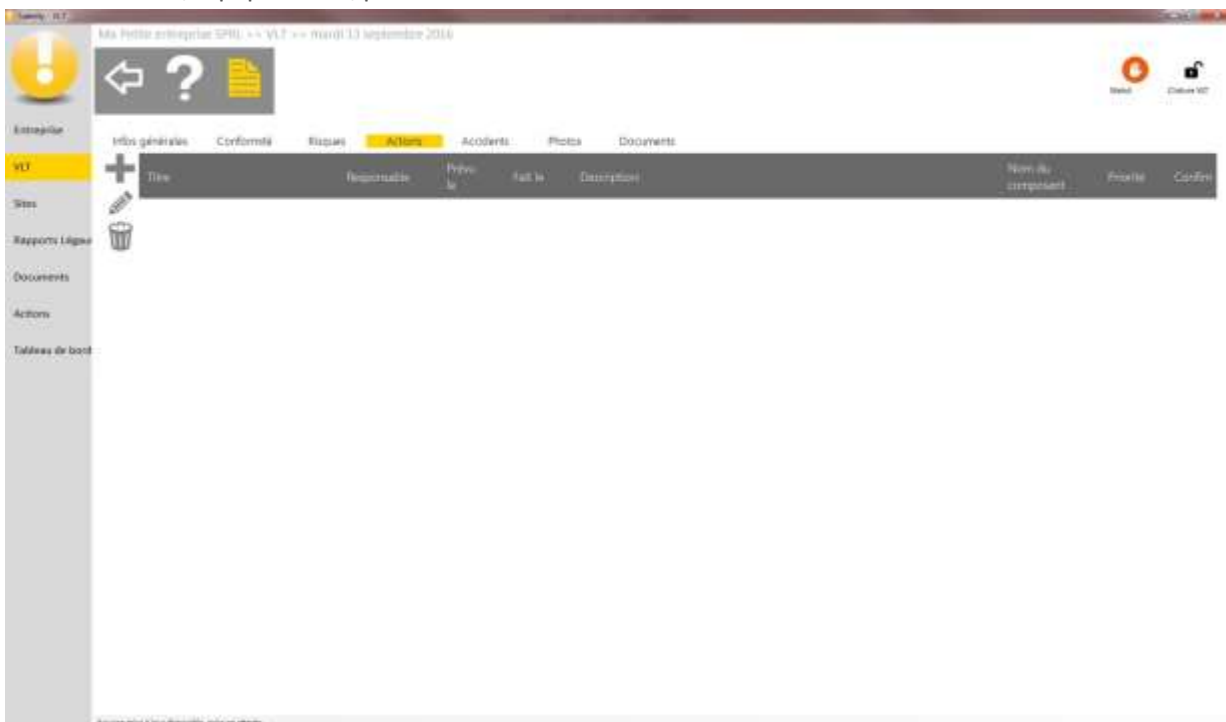 Ma Petite entreprise SPRL >> VLT >> mardi 13 septembre 2016
Statut
Cloture VLT
Entreprise
VLT
Sites
Rapports Légaux
Documents
Actions
Tableau de bord
Infos générales Conformité Risques Actions Accidents Photos Documents
Titre Responsable Prévu le Fait le Description Nom du composant Priorité Confirm